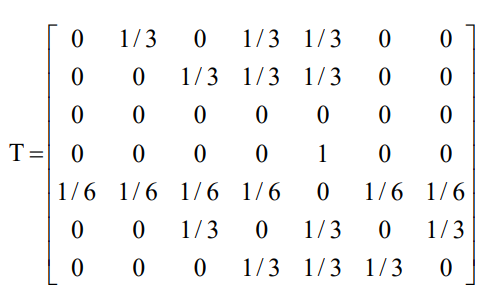 0 1/3 0 1/3 1/3 0 0
0 0 1/3 1/3 1/3 0 0
0 0 0 0 0 0 0
T = 0 0 0 0 1 0 0
1/6 1/6 1/6 1/6 0 1/6 1/6
0 0 1/3 0 1/3 0 1/3
0 0 0 1/3 1/3 1/3 0